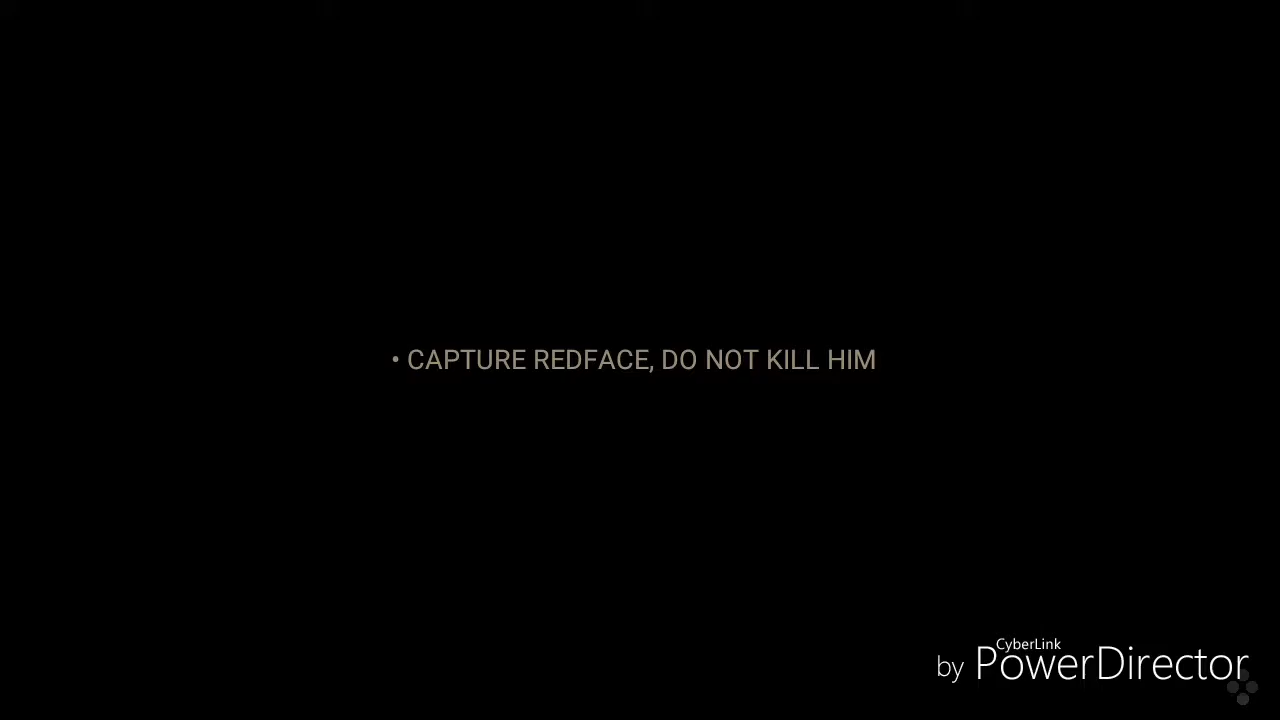 • CAPTURE REDFACE, DO NOT KILL HIM
CyberLink
by PowerDirector